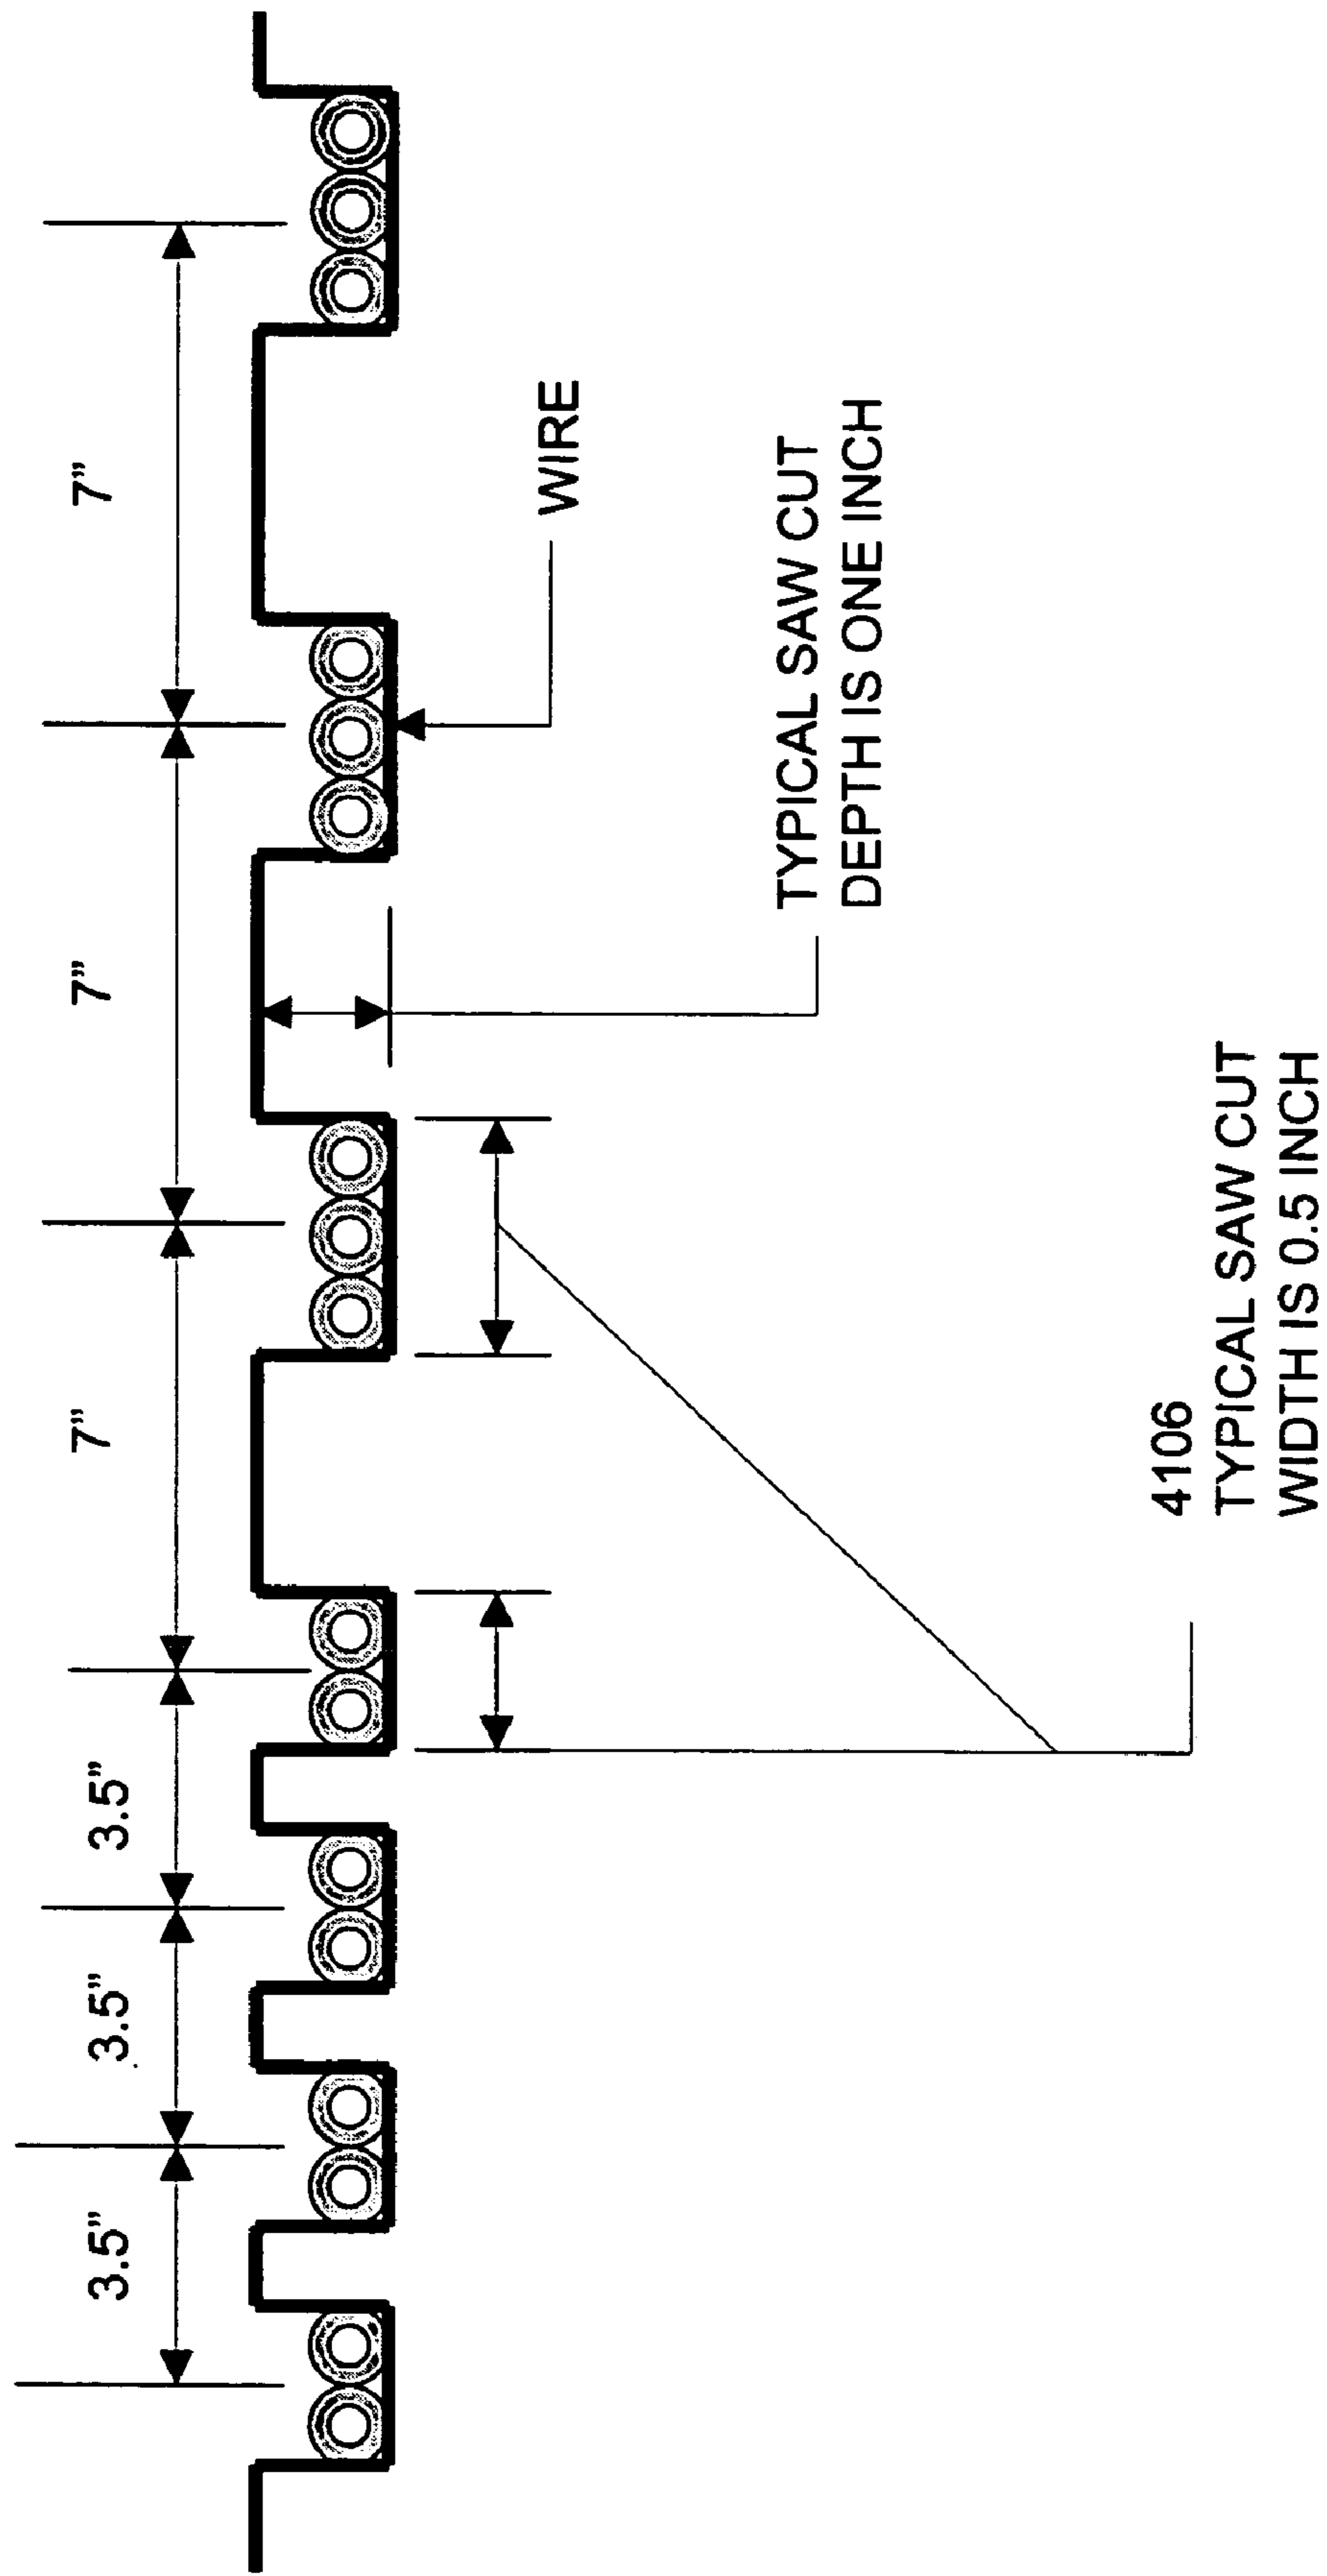 3.5”
3.5”
3.5”
7”
7”
7”
WIRE
TYPICAL SAW CUT
DEPTH IS ONE INCH
4106
TYPICAL SAW CUT
WIDTH IS 0.5 INCH